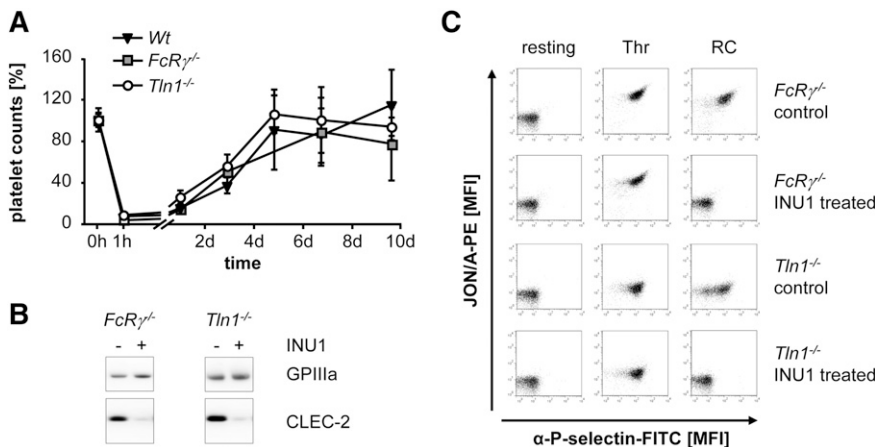 A
Wt
FcRγ-/-
Tln1-/-
platelet counts [%]
160
120
80
40
0
0h 1h 2d 4d 6d 8d 10d
time
B
FcRγ-/- Tln1-/-
- + - + INU1
GPIIIa
CLEC-2
C
resting Thr RC
FcRγ-/-
control
FcRγ-/-
INU1 treated
Tln1-/-
control
Tln1-/-
INU1 treated
JON/A-PE [MFI]
α-P-selectin-FITC [MFI]